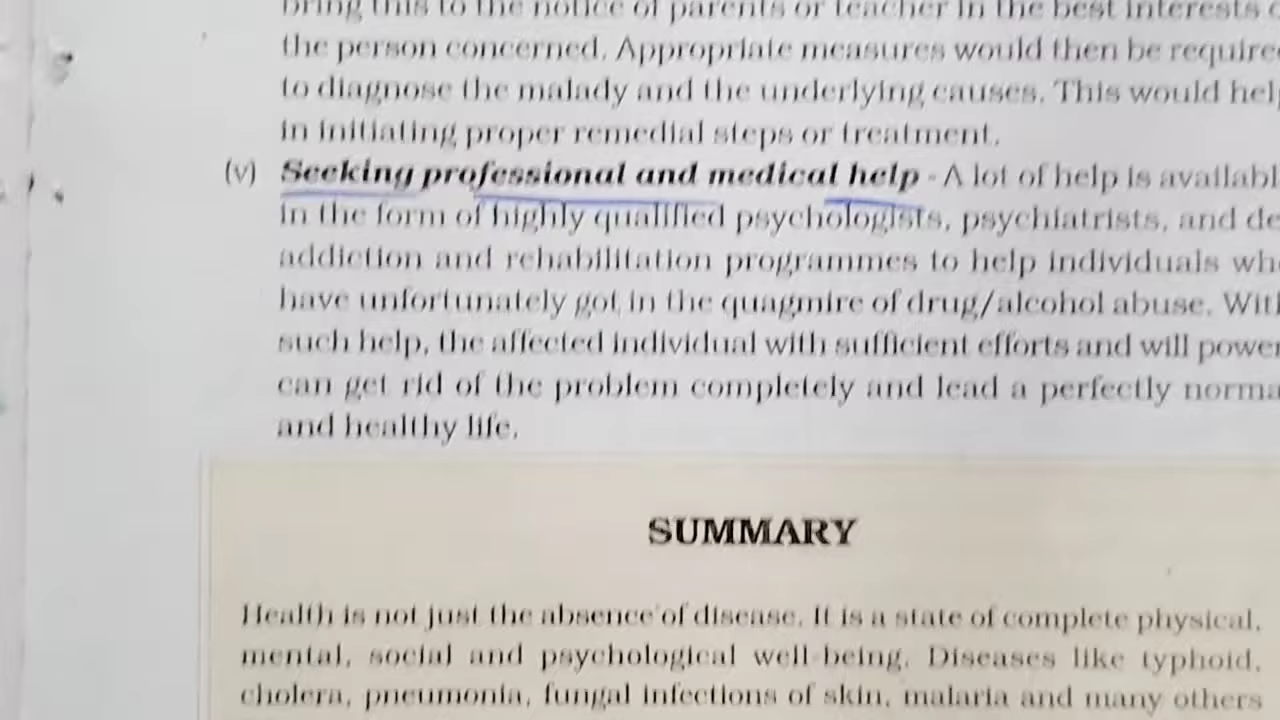 bring this to the notice of parents or teacher in the best interests
the person concerned. Appropriate measures would then be require
to diagnose the malady and the underlying causes. This would help
in initiating proper remedial steps or treatment.
(v) Seeking professional and medical help - A lot of help is availabl
in the form of highly qualified psychologists, psychiatrists, and de
addiction and rehabilitation programmes to help individuals who
have unfortunately got in the quagmire of drug/alcohol abuse. With
such help, the affected individual with sufficient efforts and will power
can get rid of the problem completely and lead a perfectly norma
and healthy life.
SUMMARY
Health is not just the absence of disease. It is a state of complete physical,
mental, social and psychological well-being. Diseases like typhoid,
cholera, pneumonia, fungal infections of skin, malaria and many others